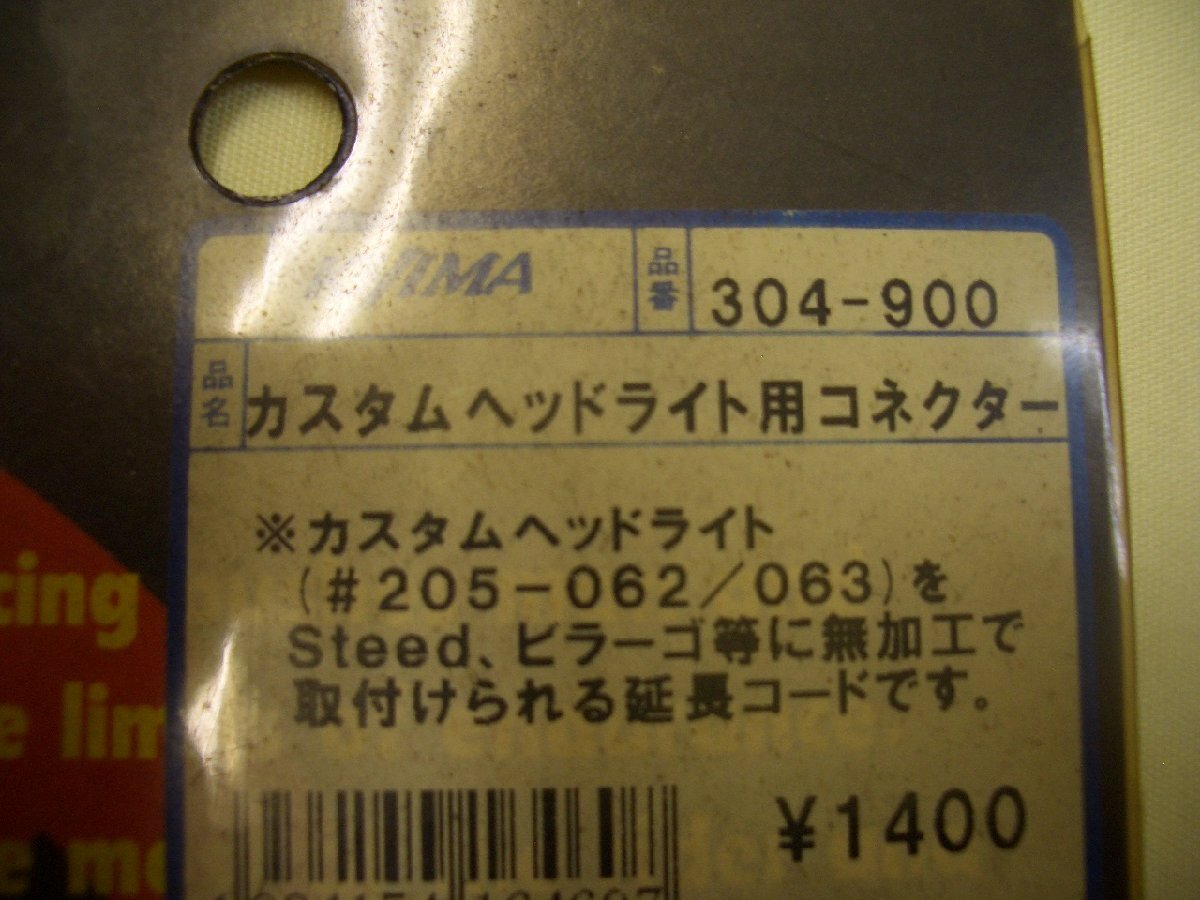 品番
304-900
品名
カスタムヘッドライト用コネクター
※カスタムヘッドライト
(#205-062/063)を
Steed、ビラーゴ等に無加工で
取付けられる延長コードです。
¥1400
cing
e lim
e mo